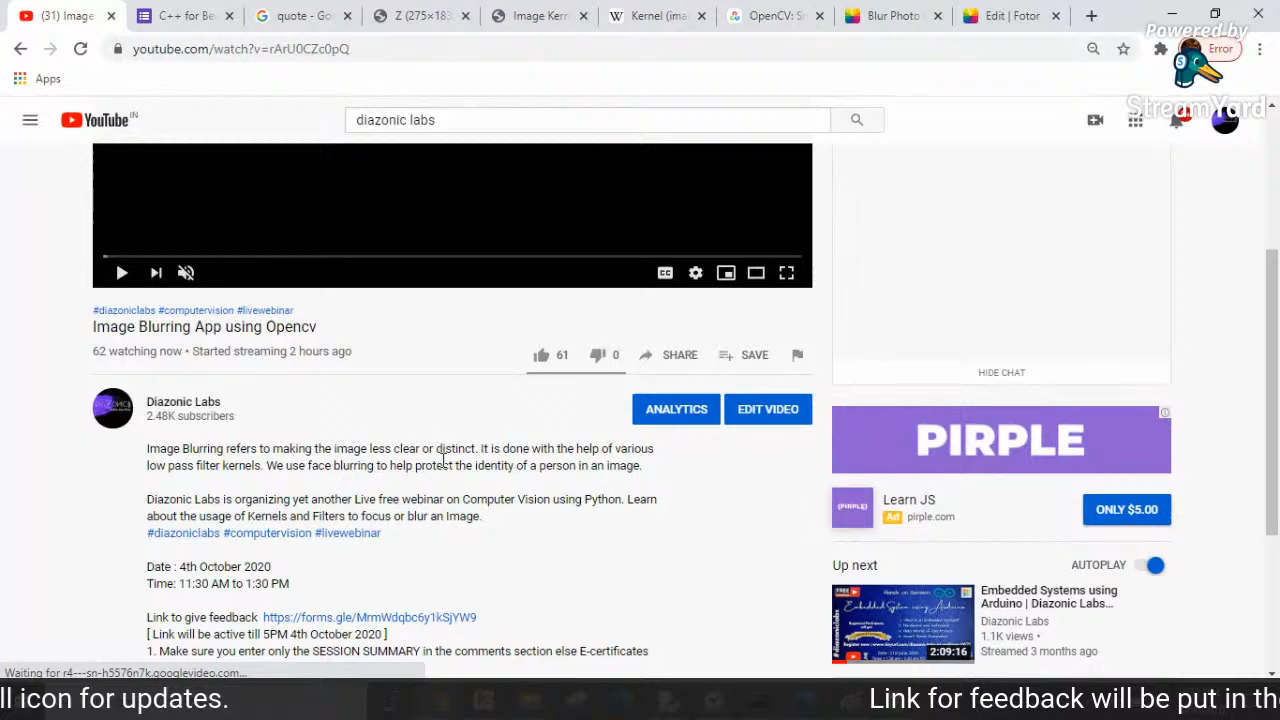 (31) Imag
C++ for Be
quote - Go
Z (275×183
Image Kern
Kernel (ima
OpenCV: S
Blur Photo
Edit | Fotor
youtube.com/watch?v=rArU0CZc0pQ
Error
Powered by
StreamYard
Apps
YouTube IN
diazonic labs
#diazoniclabs #computervision #livewebinar
Image Blurring App using Opencv
62 watching now • Started streaming 2 hours ago
61
0
SHARE
SAVE
HIDE CHAT
Diazonic Labs
2.48K subscribers
ANALYTICS
EDIT VIDEO
Image Blurring refers to making the image less clear or distinct. It is done with the help of various
low pass filter kernels. We use face blurring to help protect the identity of a person in an image.
Diazonic Labs is organizing yet another Live free webinar on Computer Vision using Python. Learn
about the usage of Kernels and Filters to focus or blur an Image.
#diazoniclabs #computervision #livewebinar
Date : 4th October 2020
Time: 11:30 AM to 1:30 PM
Link to give feedback https://forms.gle/MrmWdqbc6y1kSjYW9
[ Link will be active till 5PM 4th October 2020 ]
1. Make sure to enter only the SESSION SUMMARY in the comments section else E-certificates
PIRPLE
{PIRPLE}
Learn JS
Ad pirple.com
ONLY $5.00
Up next
AUTOPLAY
Embedded System using Arduino
2:09:16
Embedded Systems using
Arduino | Diazonic Labs...
Diazonic Labs
1.1K views •
Streamed 3 months ago
Waiting for r4---sn-h5576n7k.googlevideo.com...
ll icon for updates.
Link for feedback will be put in th